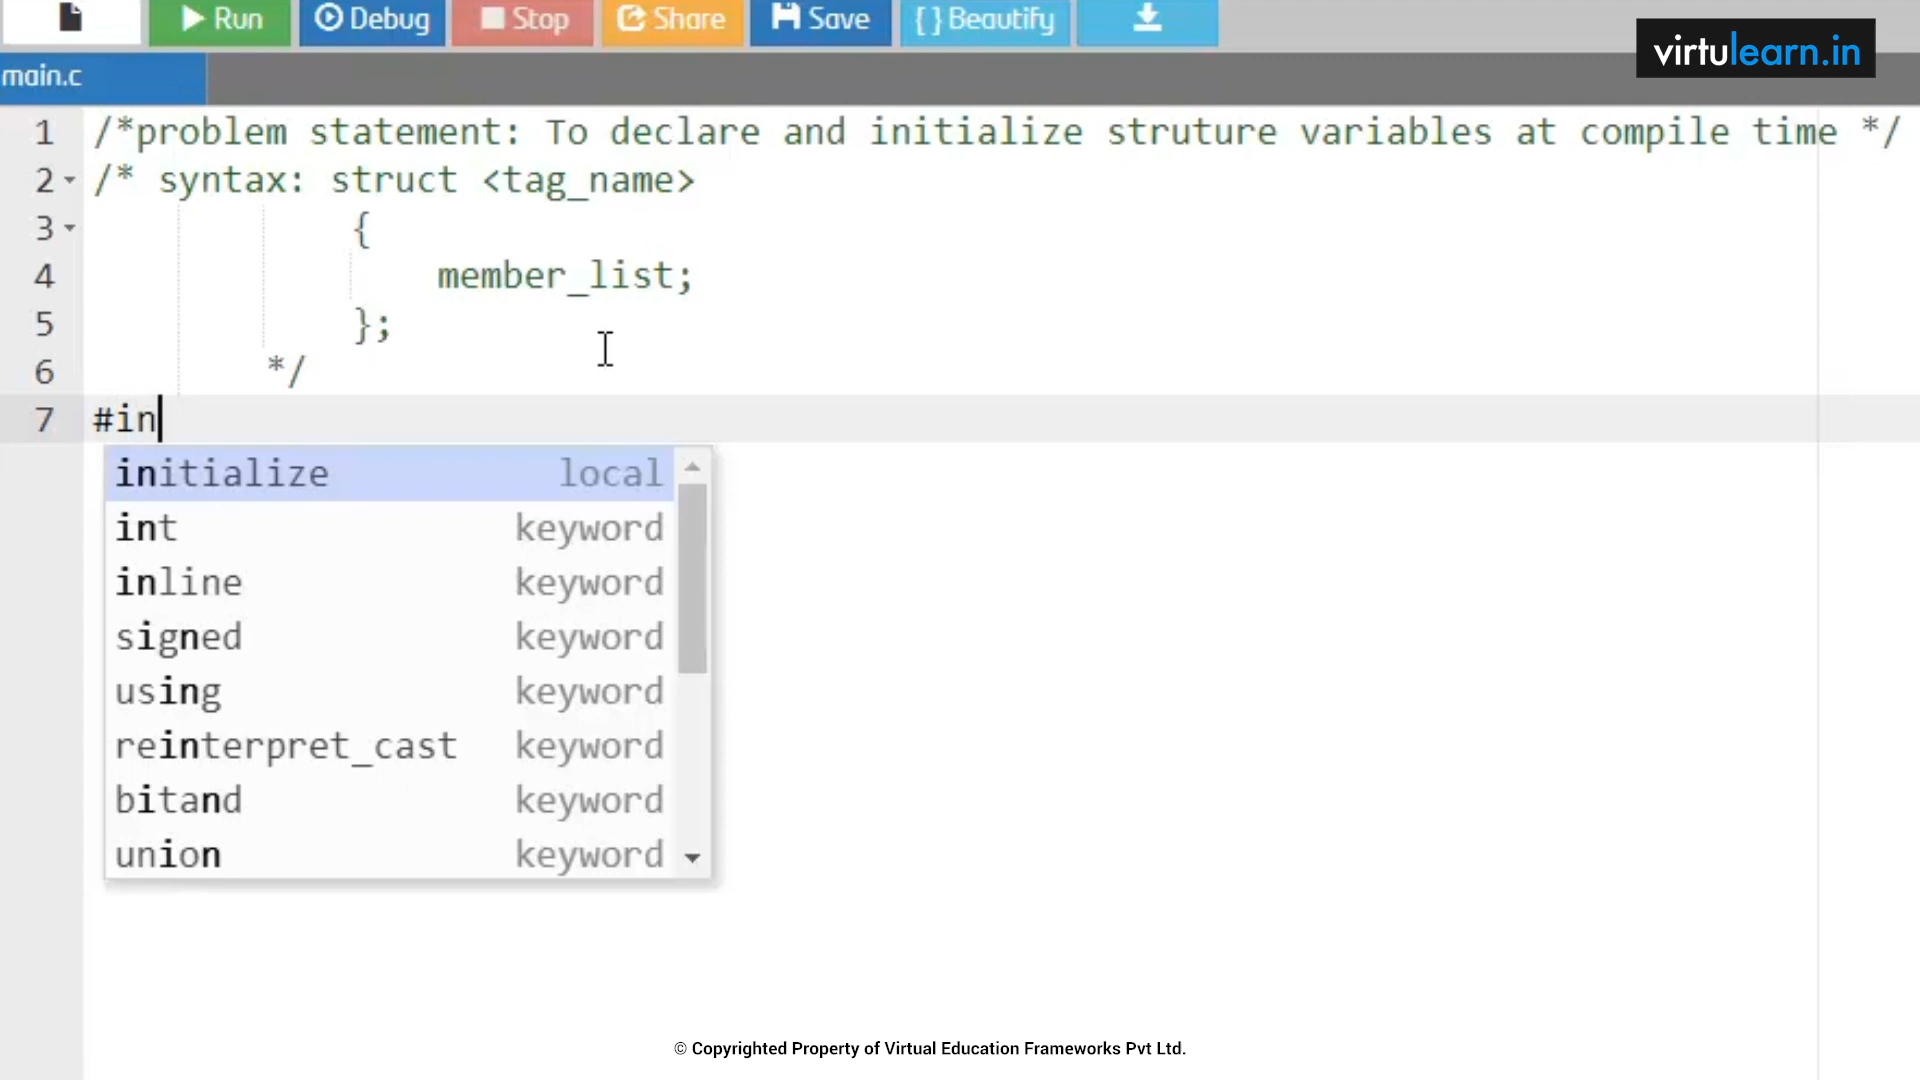 Run Debug Stop Share Save { } Beautify
virtulearn.in
main.c
1 /*problem statement: To declare and initialize struture variables at compile time */
2 /* syntax: struct <tag_name>
3 {
4 member_list;
5 };
6 */
7 #in
initialize local
int keyword
inline keyword
signed keyword
using keyword
reinterpret_cast keyword
bitand keyword
union keyword
© Copyrighted Property of Virtual Education Frameworks Pvt Ltd.